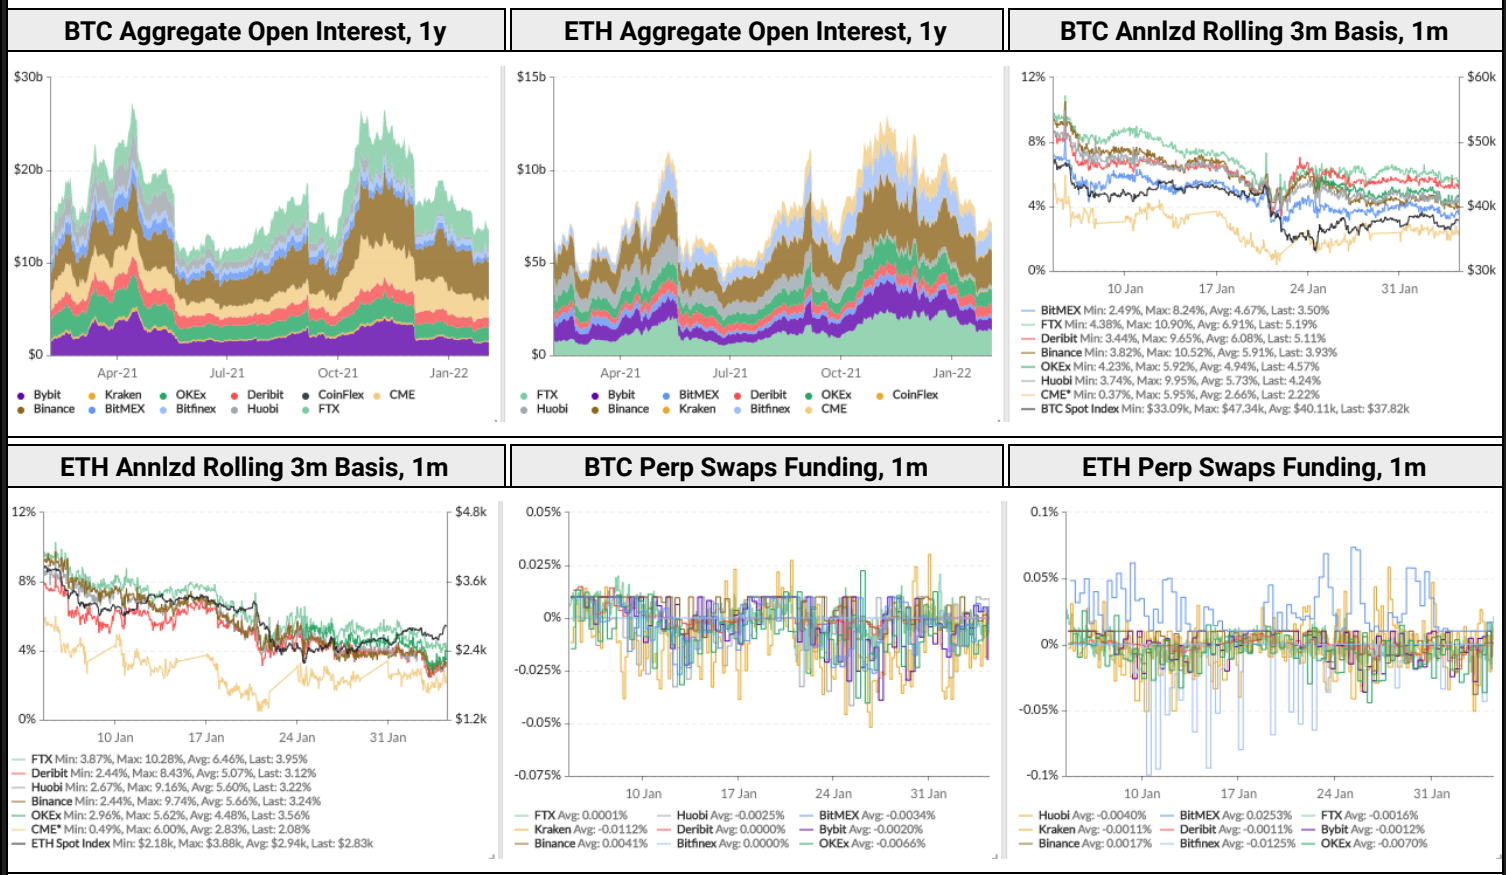 BTC Aggregate Open Interest, 1y
$30b
$20b
$10b
$0
Apr-21 Jul-21 Oct-21 Jan-22
Bybit Kraken OKEx Deribit CoinFlex CME
Binance BitMEX Bitfinex Huobi FTX
ETH Aggregate Open Interest, 1y
$15b
$10b
$5b
$0
Apr-21 Jul-21 Oct-21 Jan-22
FTX Bybit BitMEX Deribit OKEx CoinFlex
Huobi Binance Kraken Bitfinex CME
BTC Annlzd Rolling 3m Basis, 1m
12% $60k
8% $50k
4% $40k
0% $30k
10 Jan 17 Jan 24 Jan 31 Jan
BitMEX Min: 2.49%, Max: 8.24%, Avg: 4.67%, Last: 3.50%
FTX Min: 4.38%, Max: 10.90%, Avg: 6.91%, Last: 5.19%
Deribit Min: 3.44%, Max: 9.65%, Avg: 6.08%, Last: 5.11%
Binance Min: 3.82%, Max: 10.52%, Avg: 5.91%, Last: 3.93%
OKEx Min: 4.23%, Max: 5.92%, Avg: 4.94%, Last: 4.57%
Huobi Min: 3.74%, Max: 9.95%, Avg: 5.73%, Last: 4.24%
CME* Min: 0.37%, Max: 5.95%, Avg: 2.66%, Last: 2.22%
BTC Spot Index Min: $33.09k, Max: $47.34k, Avg: $40.11k, Last: $37.82k
ETH Annlzd Rolling 3m Basis, 1m
12% $4.8k
8% $3.6k
4% $2.4k
0% $1.2k
10 Jan 17 Jan 24 Jan 31 Jan
FTX Min: 3.87%, Max: 10.28%, Avg: 6.46%, Last: 3.95%
Deribit Min: 2.44%, Max: 8.43%, Avg: 5.07%, Last: 3.12%
Huobi Min: 2.67%, Max: 9.16%, Avg: 5.60%, Last: 3.22%
Binance Min: 2.44%, Max: 9.74%, Avg: 5.66%, Last: 3.24%
OKEx Min: 2.96%, Max: 5.62%, Avg: 4.48%, Last: 3.56%
CME* Min: 0.49%, Max: 6.00%, Avg: 2.83%, Last: 2.08%
ETH Spot Index Min: $2.18k, Max: $3.88k, Avg: $2.94k, Last: $2.83k
BTC Perp Swaps Funding, 1m
0.05%
0.025%
0%
-0.025%
-0.05%
-0.075%
10 Jan 17 Jan 24 Jan 31 Jan
FTX Avg: 0.0001% Huobi Avg: -0.0025% BitMEX Avg: -0.0034%
Kraken Avg: -0.0112% Deribit Avg: 0.0000% Bybit Avg: -0.0020%
Binance Avg: 0.0041% Bitfinex Avg: 0.0000% OKEx Avg: -0.0066%
ETH Perp Swaps Funding, 1m
0.1%
0.05%
0%
-0.05%
-0.1%
10 Jan 17 Jan 24 Jan 31 Jan
Huobi Avg: -0.0040% BitMEX Avg: 0.0253% FTX Avg: -0.0016%
Kraken Avg: -0.0011% Deribit Avg: -0.0011% Bybit Avg: -0.0012%
Binance Avg: 0.0017% Bitfinex Avg: -0.0125% OKEx Avg: -0.0070%